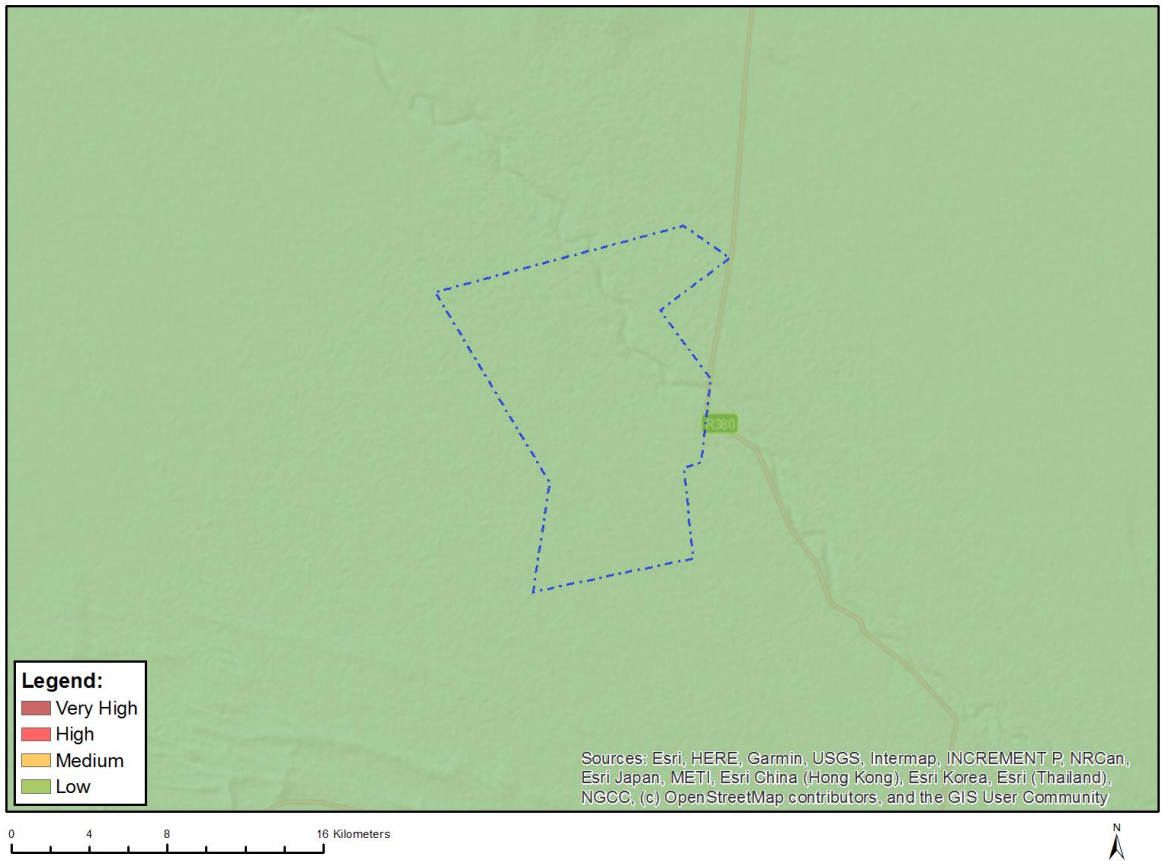 R380
Legend:
Very High
High
Medium
Low
Sources: Esri, HERE, Garmin, USGS, Intermap, INCREMENT P, NRCan,
Esri Japan, METI, Esri China (Hong Kong), Esri Korea, Esri (Thailand),
NGCC, (c) OpenStreetMap contributors, and the GIS User Community
0 4 8 16 Kilometers
N